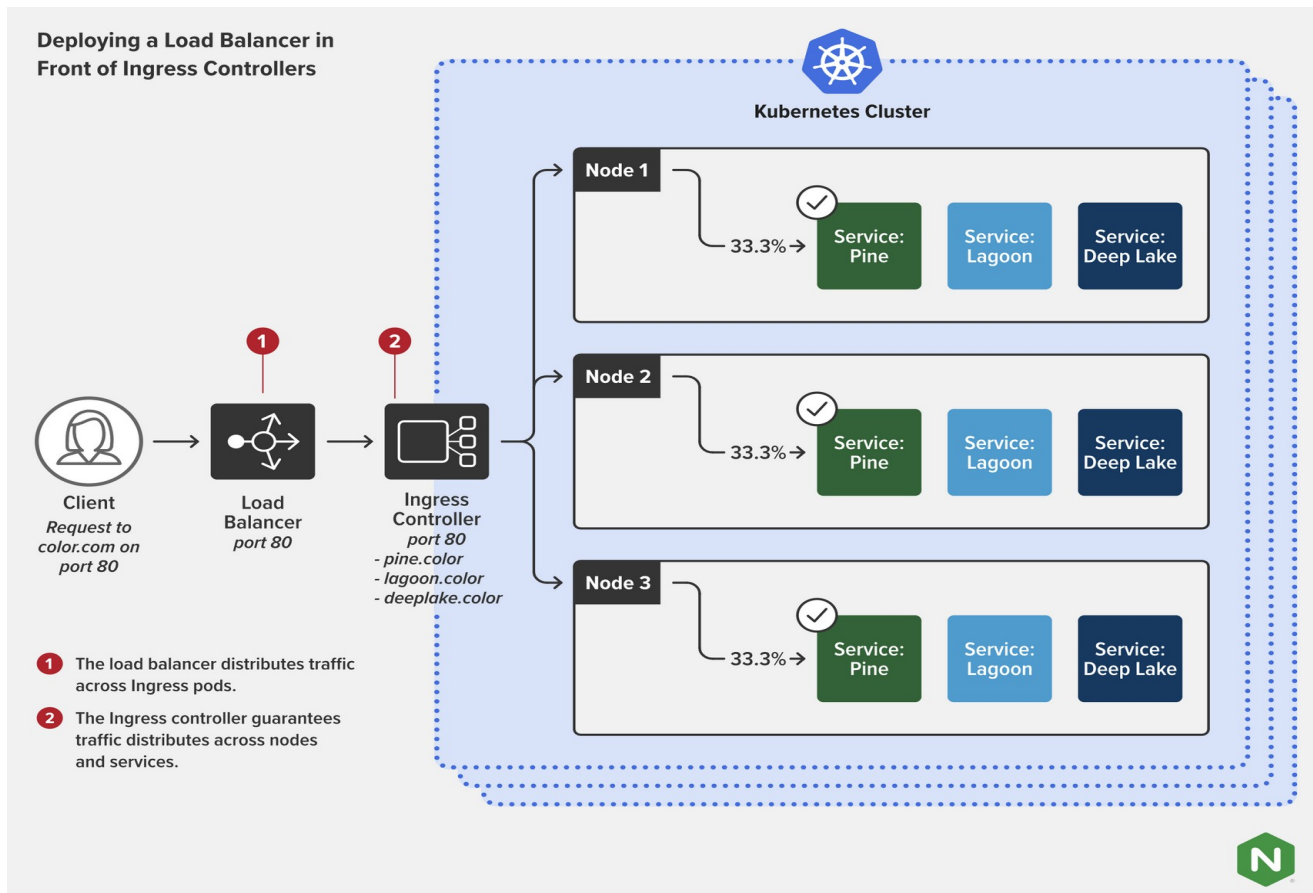 Deploying a Load Balancer in
Front of Ingress Controllers
Kubernetes Cluster
Node 1
33.3%
Service:
Pine
Service:
Lagoon
Service:
Deep Lake
Node 2
33.3%
Service:
Pine
Service:
Lagoon
Service:
Deep Lake
Node 3
33.3%
Service:
Pine
Service:
Lagoon
Service:
Deep Lake
1
2
Client
Request to
color.com on
port 80
Load
Balancer
port 80
Ingress
Controller
port 80
- pine.color
- lagoon.color
- deeplake.color
1 The load balancer distributes traffic
across Ingress pods.
2 The Ingress controller guarantees
traffic distributes across nodes
and services.
N